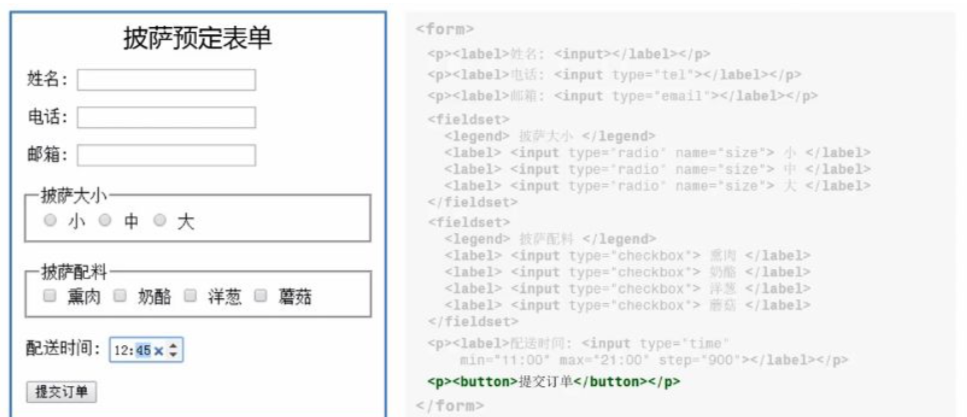 披萨预定表单
姓名:
电话:
邮箱:
披萨大小
小 中 大
披萨配料
熏肉 奶酪 洋葱 蘑菇
配送时间: 12:45
提交订单
<form>
<p><label>姓名: <input></label></p>
<p><label>电话: <input type="tel"></label></p>
<p><label>邮箱: <input type="email"></label></p>
<fieldset>
<legend> 披萨大小 </legend>
<label> <input type="radio" name="size"> 小 </label>
<label> <input type="radio" name="size"> 中 </label>
<label> <input type="radio" name="size"> 大 </label>
</fieldset>
<fieldset>
<legend> 披萨配料 </legend>
<label> <input type="checkbox"> 熏肉 </label>
<label> <input type="checkbox"> 奶酪 </label>
<label> <input type="checkbox"> 洋葱 </label>
<label> <input type="checkbox"> 蘑菇 </label>
</fieldset>
<p><label>配送时间: <input type="time"
min="11:00" max="21:00" step="900"></label></p>
<p><button>提交订单</button></p>
</form>